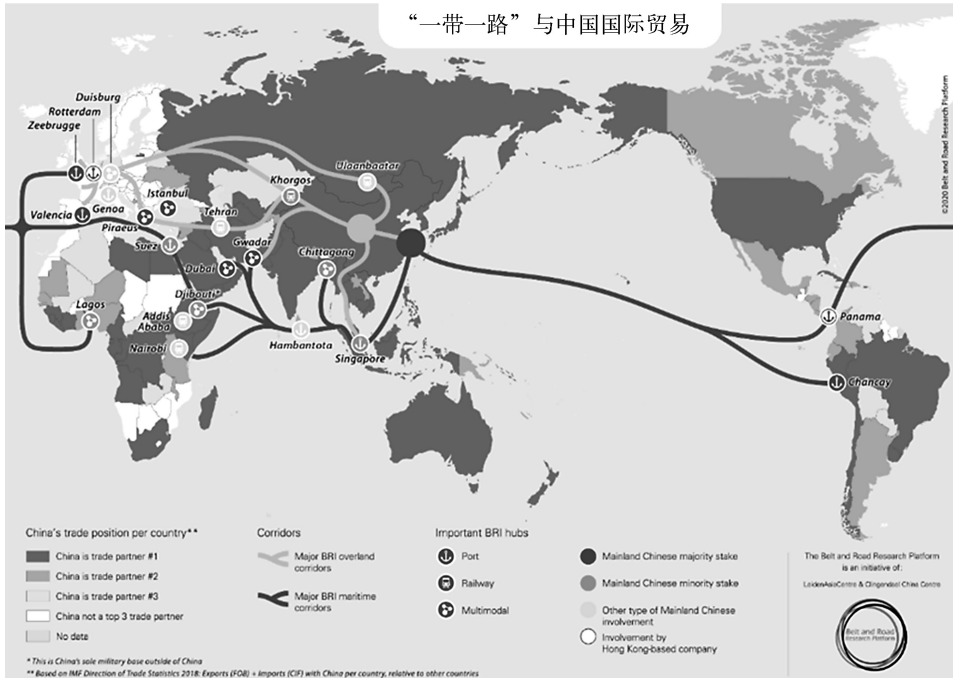 “一带一路”与中国国际贸易
©2020 Belt and Road Research Platform
Duisburg
Rotterdam
Zeebrugge
Ulaanbaatar
Khorgos
Istanbul
Valencia
Genoa
Piraeus
Tehran
Suez
Gwadar
Chittagong
Dubai
Djibouti*
Lagos
Addis
Ababa
Nairobi
Hambantota
Singapore
Panama
Chancay
China's trade position per country**
China is trade partner #1
China is trade partner #2
China is trade partner #3
China not a top 3 trade partner
No data
Corridors
Major BRI overland
corridors
Major BRI maritime
corridors
Important BRI hubs
Port
Railway
Multimodal
Mainland Chinese majority stake
Mainland Chinese minority stake
Other type of Mainland Chinese
involvement
Involvement by
Hong Kong-based company
The Belt and Road Research Platform
is an initiative of:
LeidenAsiaCentre & Clingendael China Centre
Belt and Road
Research Platform
* This is China's sole military base outside of China
** Based on IMF Direction of Trade Statistics 2018: Exports (FOB) + Imports (CIF) with China per country, relative to other countries